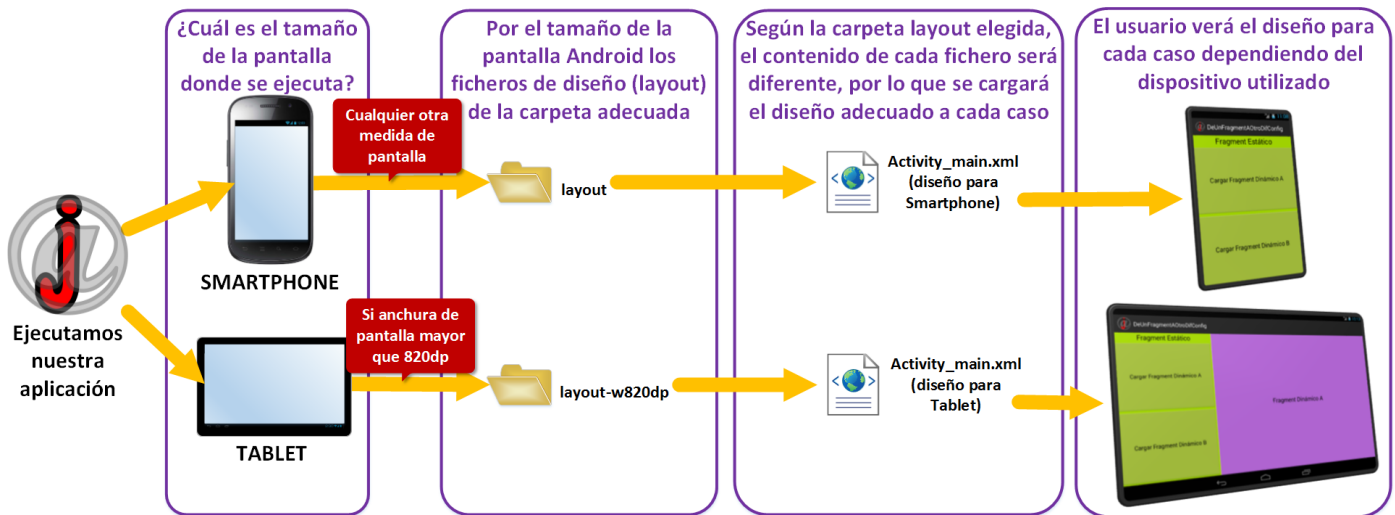 ¿Cuál es el tamaño
de la pantalla
donde se ejecuta?
Por el tamaño de la
pantalla Android los
ficheros de diseño (layout)
de la carpeta adecuada
Según la carpeta layout elegida,
el contenido de cada fichero será
diferente, por lo que se cargará
el diseño adecuado a cada caso
El usuario verá el diseño para
cada caso dependiendo del
dispositivo utilizado
Ejecutamos
nuestra
aplicación
SMARTPHONE
Cualquier otra
medida de
pantalla
layout
Activity_main.xml
(diseño para
Smartphone)
DeUnFragmentAOtroDifConfig
Fragment Estático
Cargar Fragment Dinámico A
Cargar Fragment Dinámico B
TABLET
Si anchura de
pantalla mayor
que 820dp
layout-w820dp
Activity_main.xml
(diseño para
Tablet)
DeUnFragmentAOtroDifConfig
Fragment Estático
Cargar Fragment Dinámico A
Cargar Fragment Dinámico B
Fragment Dinámico A